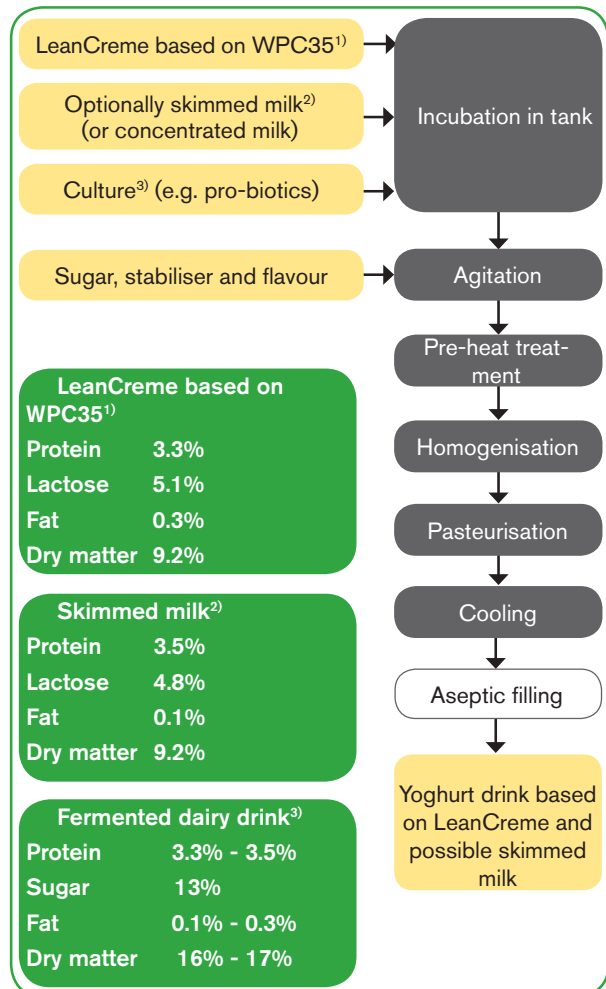 LeanCreme based on WPC35¹⁾
Optionally skimmed milk²⁾
(or concentrated milk)
Culture³⁾ (e.g. pro-biotics)
Incubation in tank
Sugar, stabiliser and flavour
Agitation
Pre-heat treat-
ment
Homogenisation
Pasteurisation
Cooling
Aseptic filling
Yoghurt drink based
on LeanCreme and
possible skimmed
milk
LeanCreme based on
WPC35¹⁾
Protein 3.3%
Lactose 5.1%
Fat 0.3%
Dry matter 9.2%
Skimmed milk²⁾
Protein 3.5%
Lactose 4.8%
Fat 0.1%
Dry matter 9.2%
Fermented dairy drink³⁾
Protein 3.3% - 3.5%
Sugar 13%
Fat 0.1% - 0.3%
Dry matter 16% - 17%